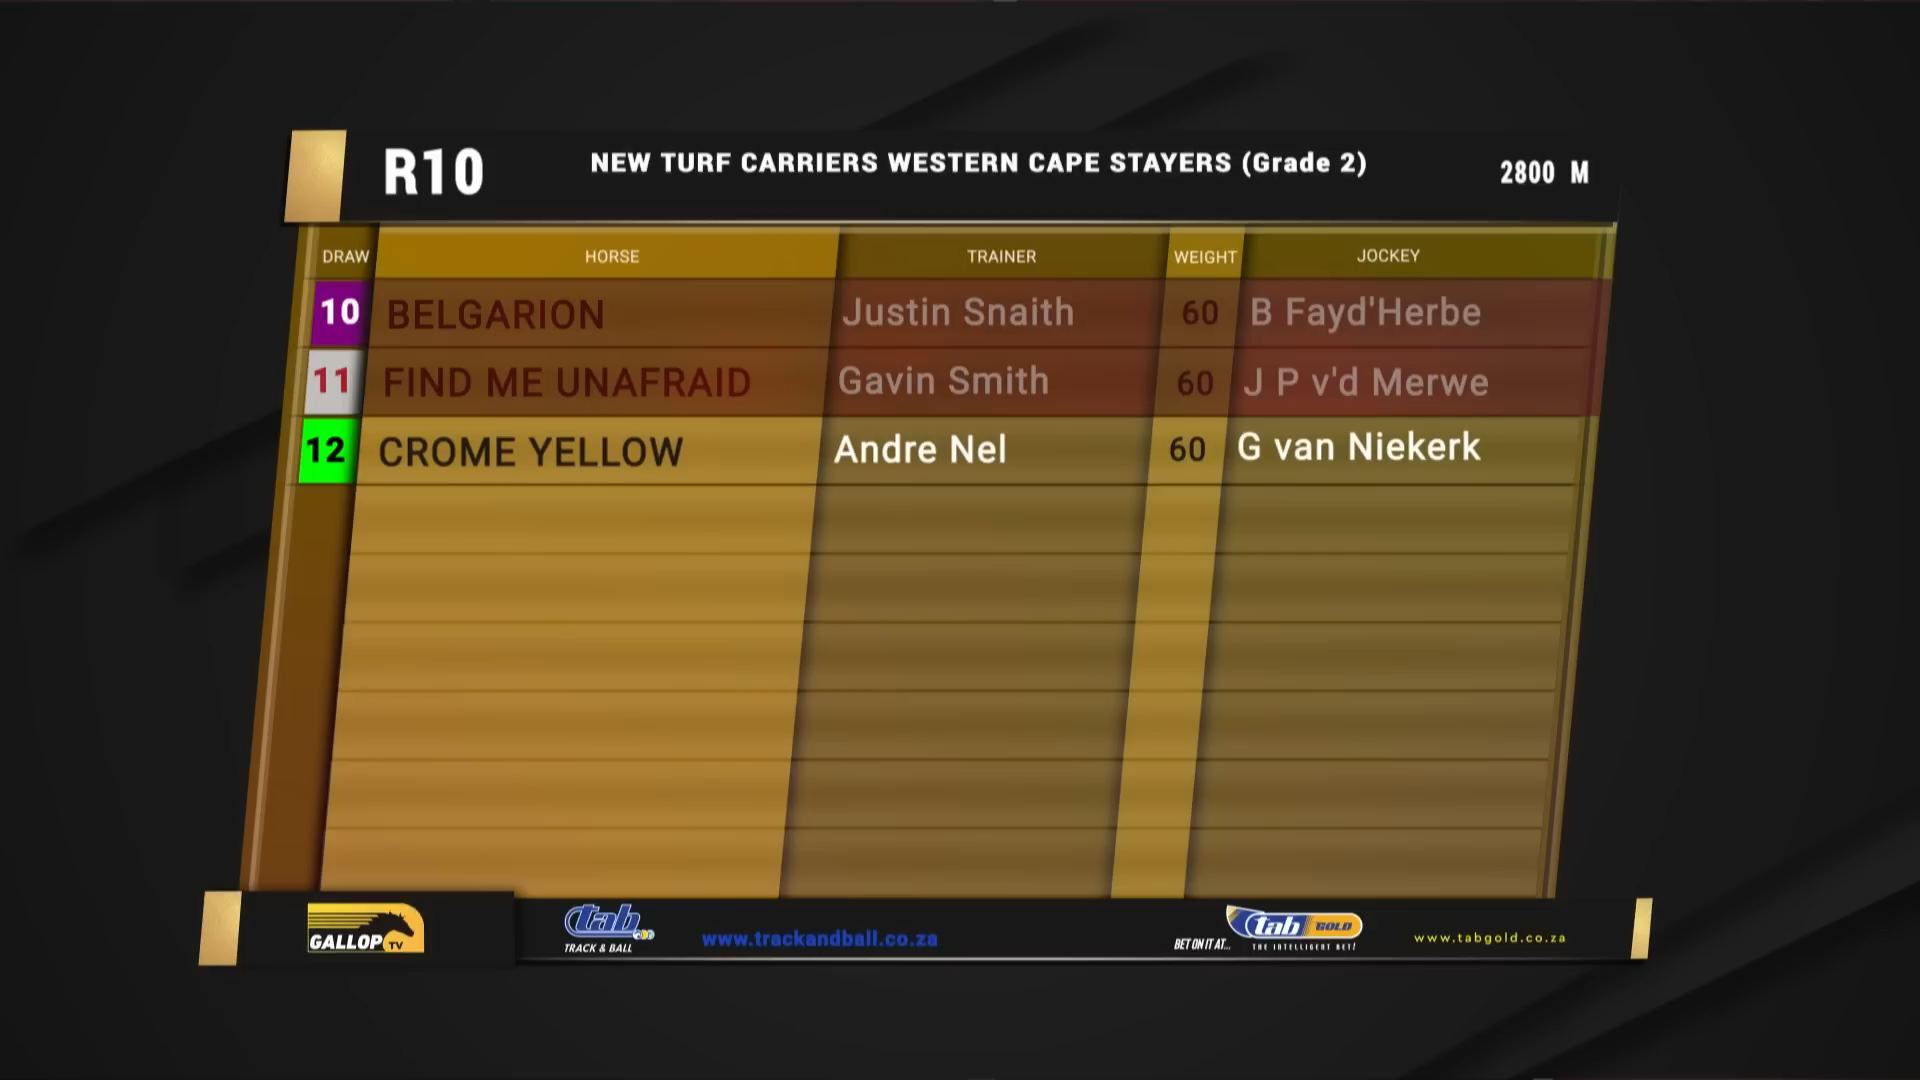 R10 NEW TURF CARRIERS WESTERN CAPE STAYERS (Grade 2) 2800 M
DRAW HORSE TRAINER WEIGHT JOCKEY
10 BELGARION Justin Snaith 60 B Fayd'Herbe
11 FIND ME UNAFRAID Gavin Smith 60 J P v'd Merwe
12 CROME YELLOW Andre Nel 60 G van Niekerk
GALLOP TV tab TRACK & BALL www.trackandball.co.za BET ON IT AT... tab GOLD THE INTELLIGENT BET! www.tabgold.co.za